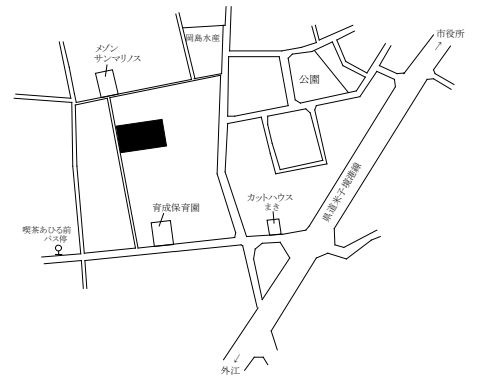 市役所
岡島水産
メゾン
サンマリノス
公園
県道米子境港線
カットハウス
まき
育成保育園
喫茶あひる前
バス停
外江